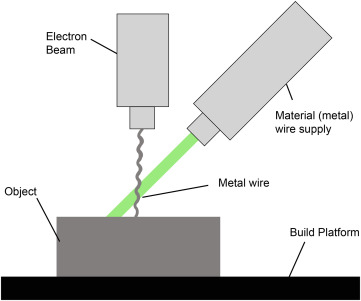 Electron
Beam
Material (metal)
wire supply
Metal wire
Object
Build Platform